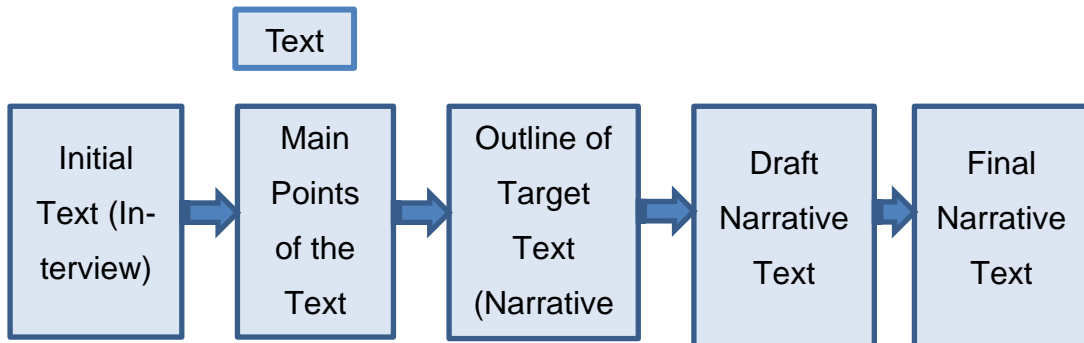 Text
Initial
Text (In-
terview)
Main
Points
of the
Text
Outline of
Target
Text
(Narrative
Draft
Narrative
Text
Final
Narrative
Text